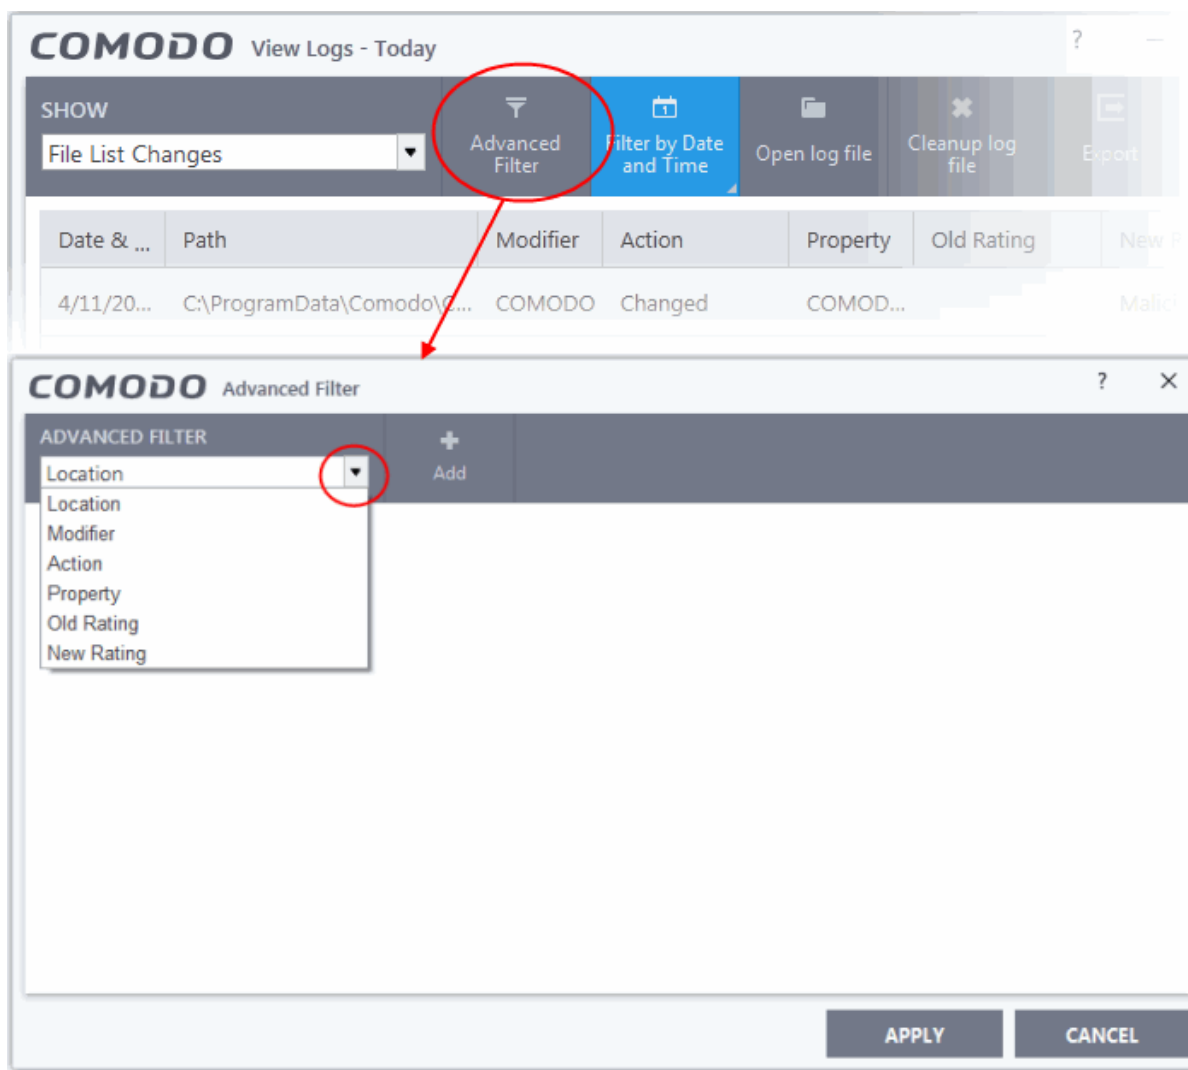 COMODO View Logs - Today
?
SHOW
File List Changes
Advanced
Filter
1
Filter by Date
and Time
Open log file
Cleanup log
file
Export
Date & ...
Path
Modifier
Action
Property
Old Rating
New
4/11/20...
C:\ProgramData\Comodo\C...
COMODO
Changed
COMOD...
COMODO Advanced Filter
?
ADVANCED FILTER
Location
Add
Location
Modifier
Action
Property
Old Rating
New Rating
APPLY
CANCEL